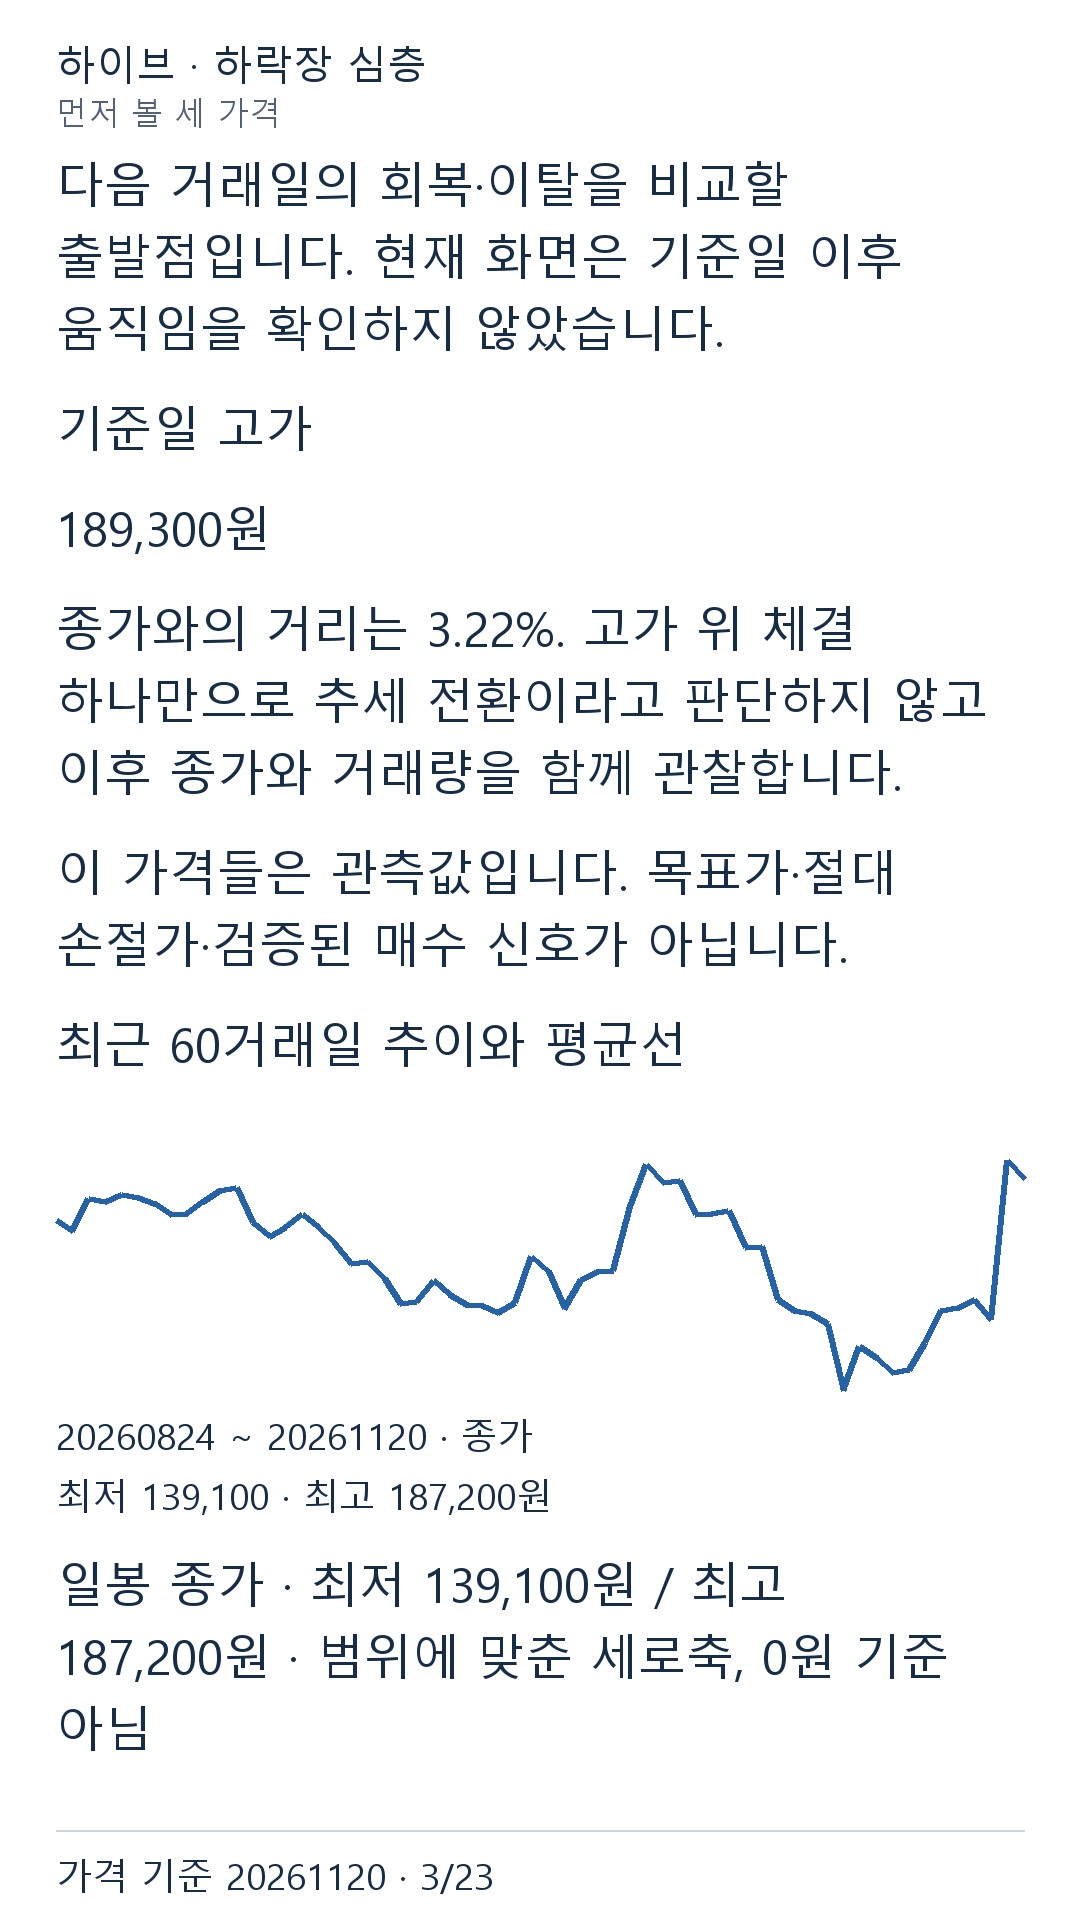 하이브 · 하락장 심층
먼저 볼 세 가격
다음 거래일의 회복·이탈을 비교할
출발점입니다. 현재 화면은 기준일 이후
움직임을 확인하지 않았습니다.
기준일 고가
189,300원
종가와의 거리는 3.22%. 고가 위 체결
하나만으로 추세 전환이라고 판단하지 않고
이후 종가와 거래량을 함께 관찰합니다.
이 가격들은 관측값입니다. 목표가·절대
손절가·검증된 매수 신호가 아닙니다.
최근 60거래일 추이와 평균선
20260824 ~ 20261120 · 종가
최저 139,100 · 최고 187,200원
일봉 종가 · 최저 139,100원 / 최고
187,200원 · 범위에 맞춘 세로축, 0원 기준
아님
가격 기준 20261120 · 3/23